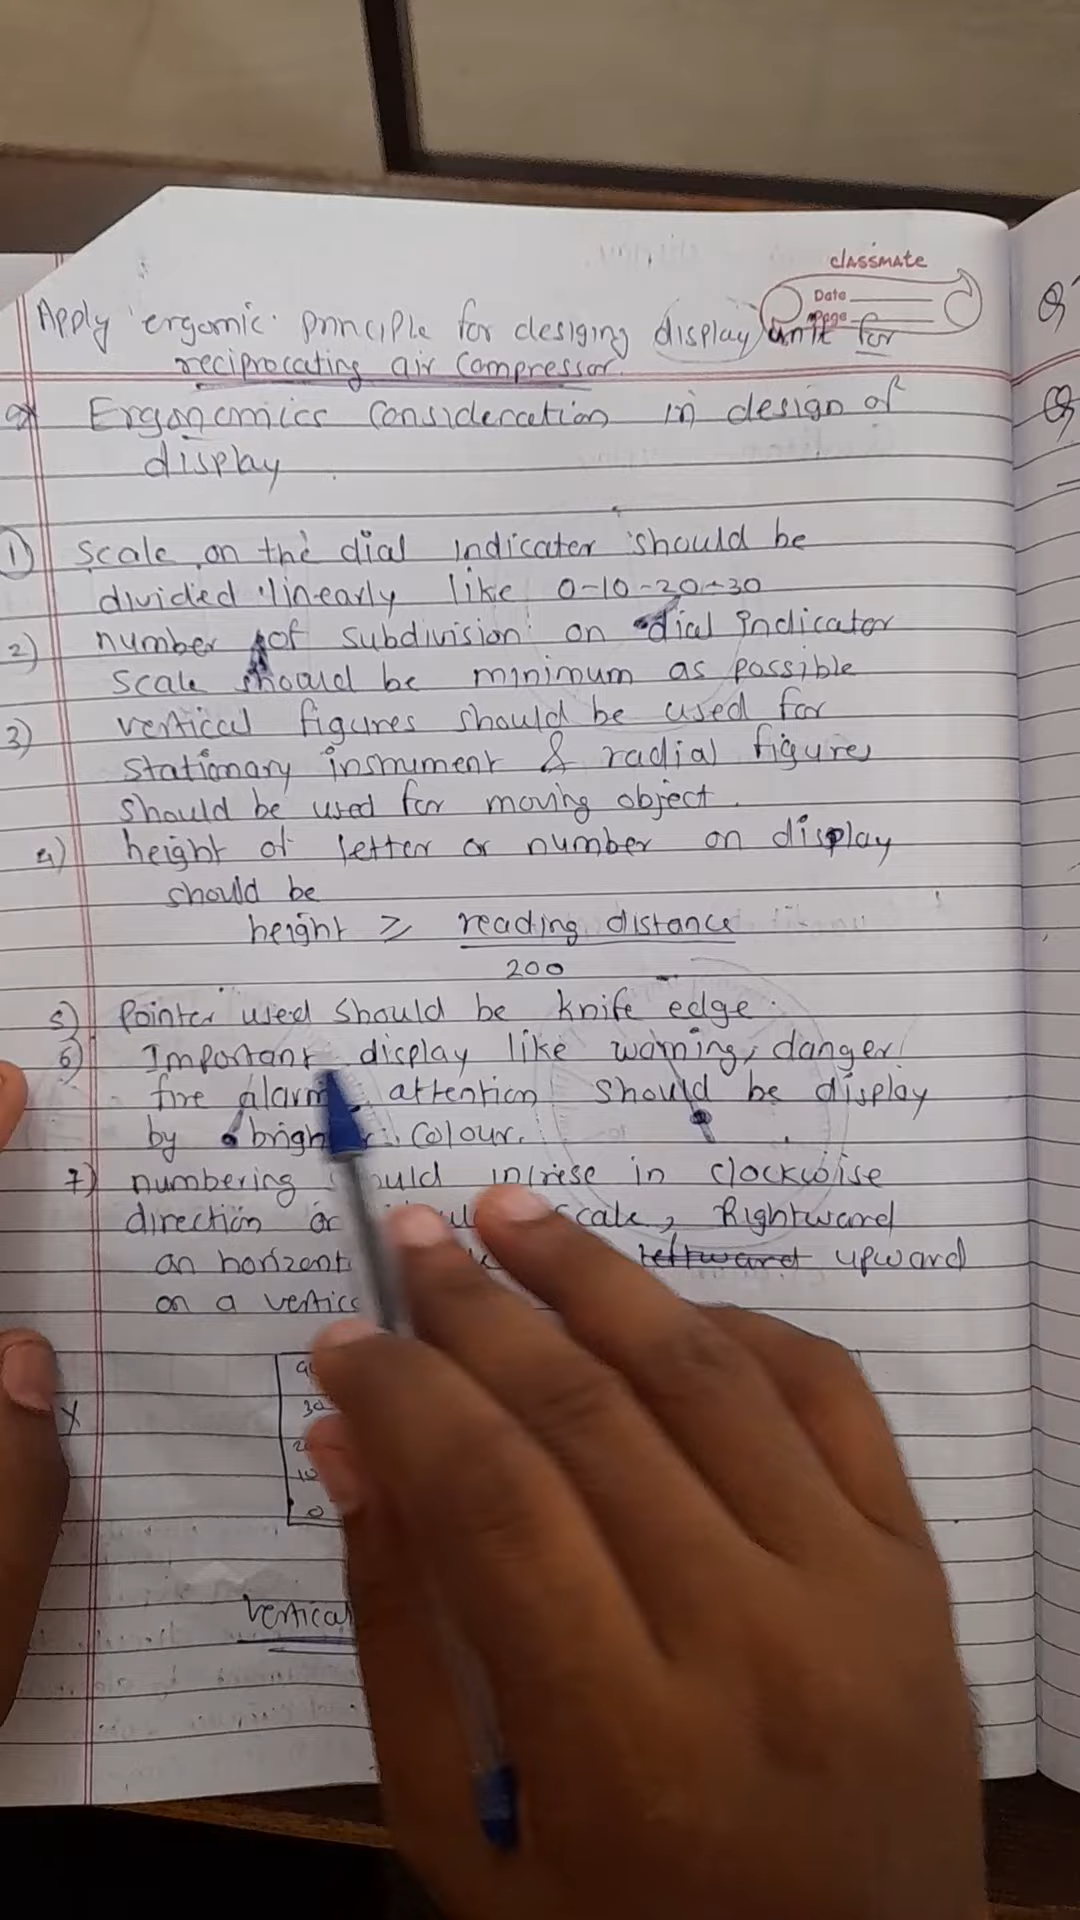 classmate
Date
Page
Apply ergomic principle for desiging display unit for
reciprocating air compressor.
Ergonomics Consideration in design of
display
1) Scale on the dial indicater should be
divided linearly like 0-10-20-30
2) number of subdivision on dial indicator
scale should be minimum as possible
3) vertical figures should be used for
stationary instrument & radial figures
should be used for moving object.
4) height of letter or number on display
should be
height ≥ reading distance
200
5) Pointer used should be knife edge.
6) Important display like warning, danger
fire alarm, attention should be display
by bright colour.
7) numbering should in clockwise
direction scale, Rightward
an upward
on a
30
10
0
vertical